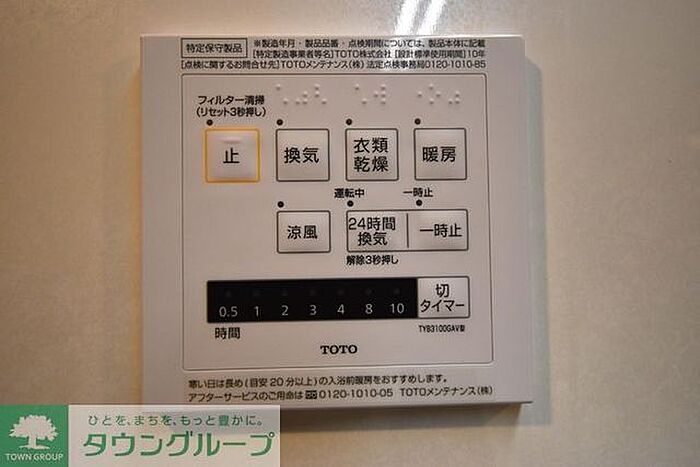 特定保守製品
※製造年月・製品品番・点検期間については、製品本体に記載
[特定製造事業者等名]TOTO株式会社 [設計標準使用期間]10年
[点検に関するお問合せ先]TOTOメンテナンス(株) 法定点検事務局0120-1010-85
フィルター清掃
(リセット3秒押し)
止
換気
衣類
乾燥
暖房
運転中
一時止
涼風
24時間
換気
一時止
解除3秒押し
0.5 1 2 3 4 8 10
切
タイマー
時間
TYB3100GAV型
TOTO
寒い日は長め(目安20分以上)の入浴前暖房をおすすめします。
アフターサービスのご用命は 0120-1010-05 TOTOメンテナンス(株)
ひとを、まちを、もっと豊かに。
タウングループ
TOWN GROUP